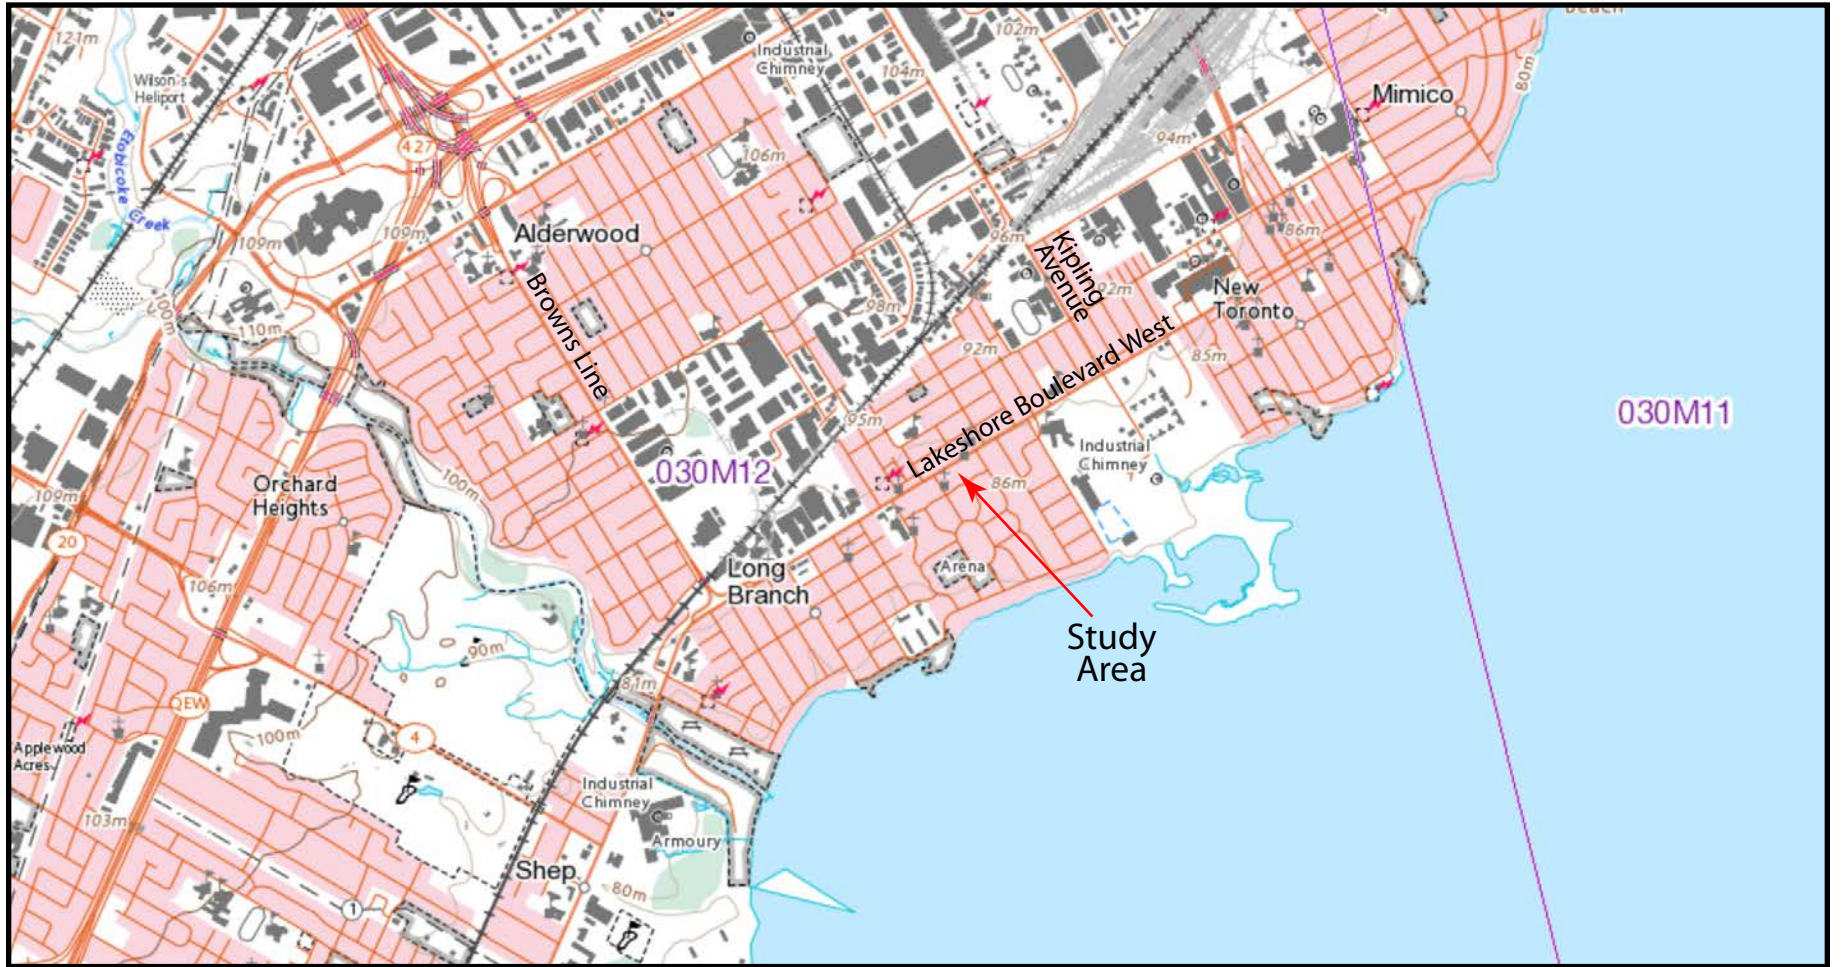 Beach
121m
102m
Industrial
Chimney
Wilson's
Heliport
104m
80m
Mimico
427
94m
106m
Etobicoke Creek
109m
109m
Alderwood
96m
86m
Kipling
Avenue
92m
New
Toronto
Browns Line
100m
110m
98m
92m
Lakeshore Boulevard West
85m
95m
030M11
Industrial
Chimney
030M12
Orchard
Heights
100m
86m
109m
20
Arena
Long
Branch
106m
Study
Area
90m
81m
QEW
100m
4
Applewood
Acres
Industrial
Chimney
103m
Armoury
Shep
80m
1